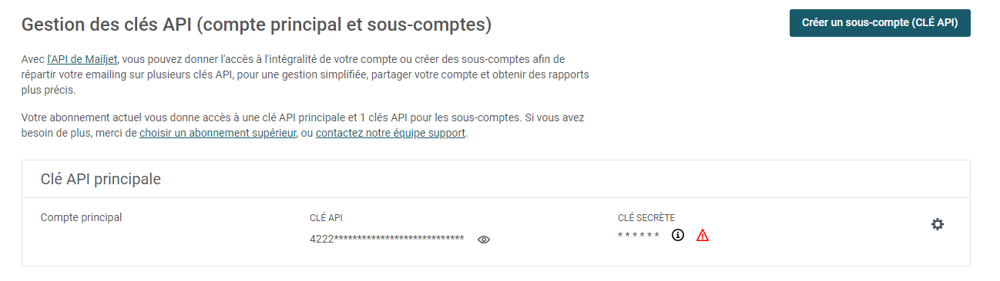 Gestion des clés API (compte principal et sous-comptes)
Créer un sous-compte (CLÉ API)
Avec l'API de Mailjet, vous pouvez donner l'accès à l'intégralité de votre compte ou créer des sous-comptes afin de
répartir votre emailing sur plusieurs clés API, pour une gestion simplifiée, partager votre compte et obtenir des rapports
plus précis.
Votre abonnement actuel vous donne accès à une clé API principale et 1 clés API pour les sous-comptes. Si vous avez
besoin de plus, merci de choisir un abonnement supérieur, ou contactez notre équipe support.
Clé API principale
Compte principal
CLÉ API
4222****************************
CLÉ SECRÈTE
* * * * * *